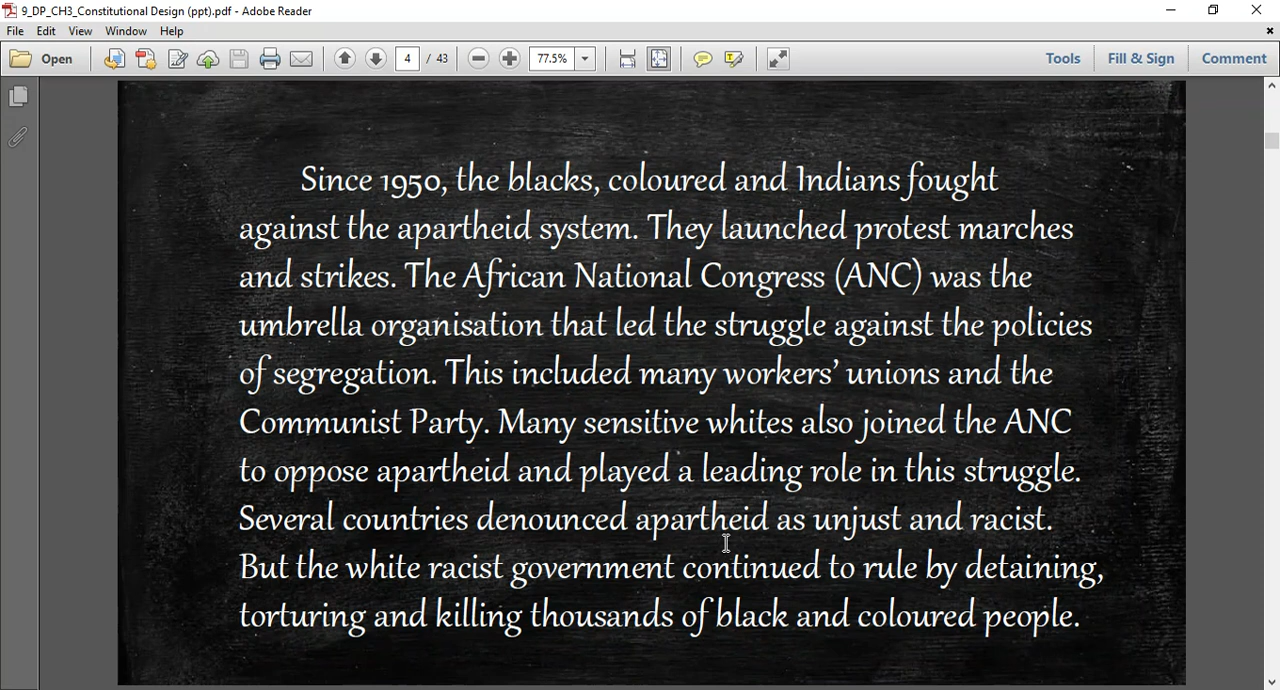 9_DP_CH3_Constitutional Design (ppt).pdf - Adobe Reader
File Edit View Window Help
Open 4 / 43 77.5% Tools Fill & Sign Comment
Since 1950, the blacks, coloured and Indians fought
against the apartheid system. They launched protest marches
and strikes. The African National Congress (ANC) was the
umbrella organisation that led the struggle against the policies
of segregation. This included many workers’ unions and the
Communist Party. Many sensitive whites also joined the ANC
to oppose apartheid and played a leading role in this struggle.
Several countries denounced apartheid as unjust and racist.
But the white racist government continued to rule by detaining,
torturing and killing thousands of black and coloured people.